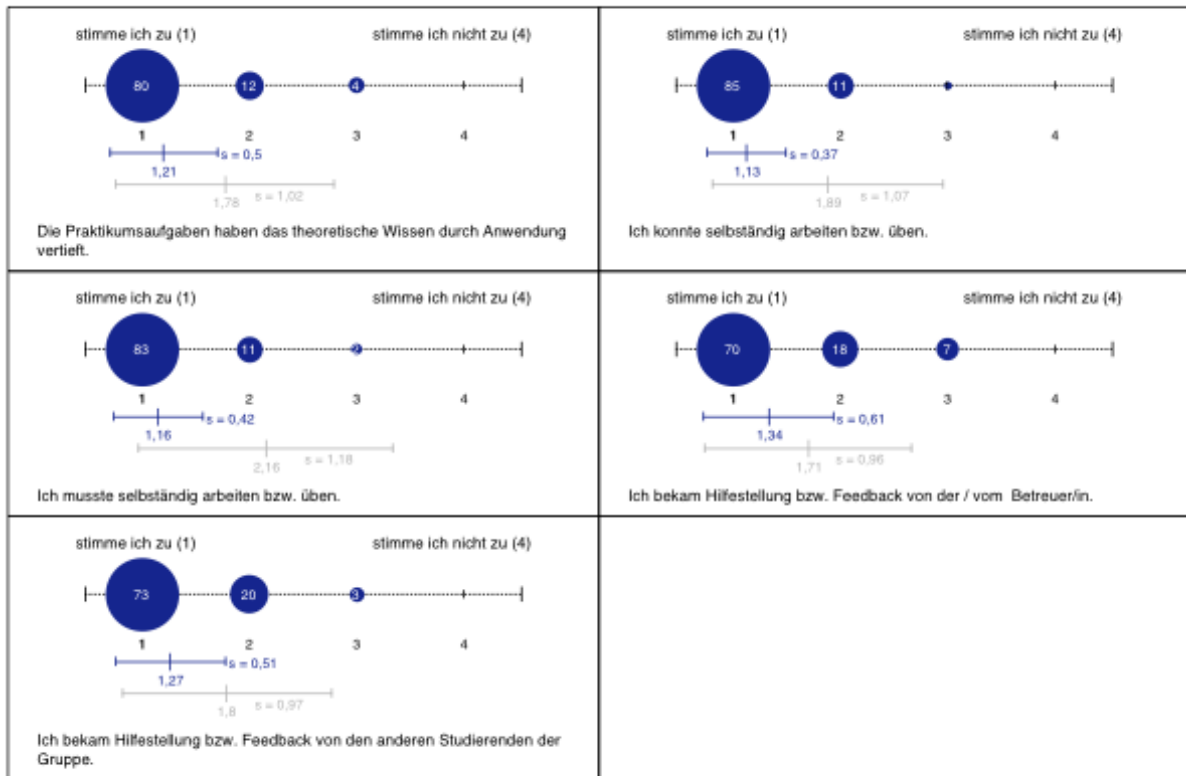 stimme ich zu (1) stimme ich nicht zu (4)
80 12 4
1 2 3 4
s = 0,5
1,21
s = 1,02
1,78
Die Praktikumsaufgaben haben das theoretische Wissen durch Anwendung
vertieft.
stimme ich zu (1) stimme ich nicht zu (4)
85 11
1 2 3 4
s = 0,37
1,13
s = 1,07
1,89
Ich konnte selbständig arbeiten bzw. üben.
stimme ich zu (1) stimme ich nicht zu (4)
83 11 2
1 2 3 4
s = 0,42
1,16
s = 1,18
2,16
Ich musste selbständig arbeiten bzw. üben.
stimme ich zu (1) stimme ich nicht zu (4)
70 18 7
1 2 3 4
s = 0,61
1,34
s = 0,96
1,71
Ich bekam Hilfestellung bzw. Feedback von der / vom Betreuer/in.
stimme ich zu (1) stimme ich nicht zu (4)
73 20 3
1 2 3 4
s = 0,51
1,27
s = 0,97
1,8
Ich bekam Hilfestellung bzw. Feedback von den anderen Studierenden der
Gruppe.